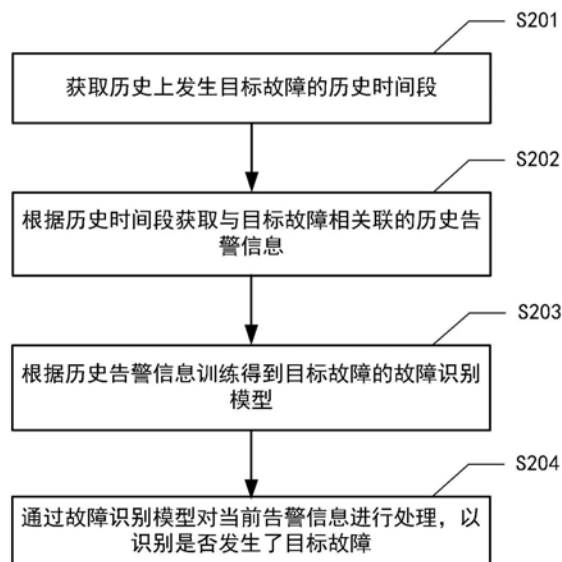 S201
获取历史上发生目标故障的历史时间段
S202
根据历史时间段获取与目标故障相关联的历史告
警信息
S203
根据历史告警信息训练得到目标故障的故障识别
模型
S204
通过故障识别模型对当前告警信息进行处理，以
识别是否发生了目标故障